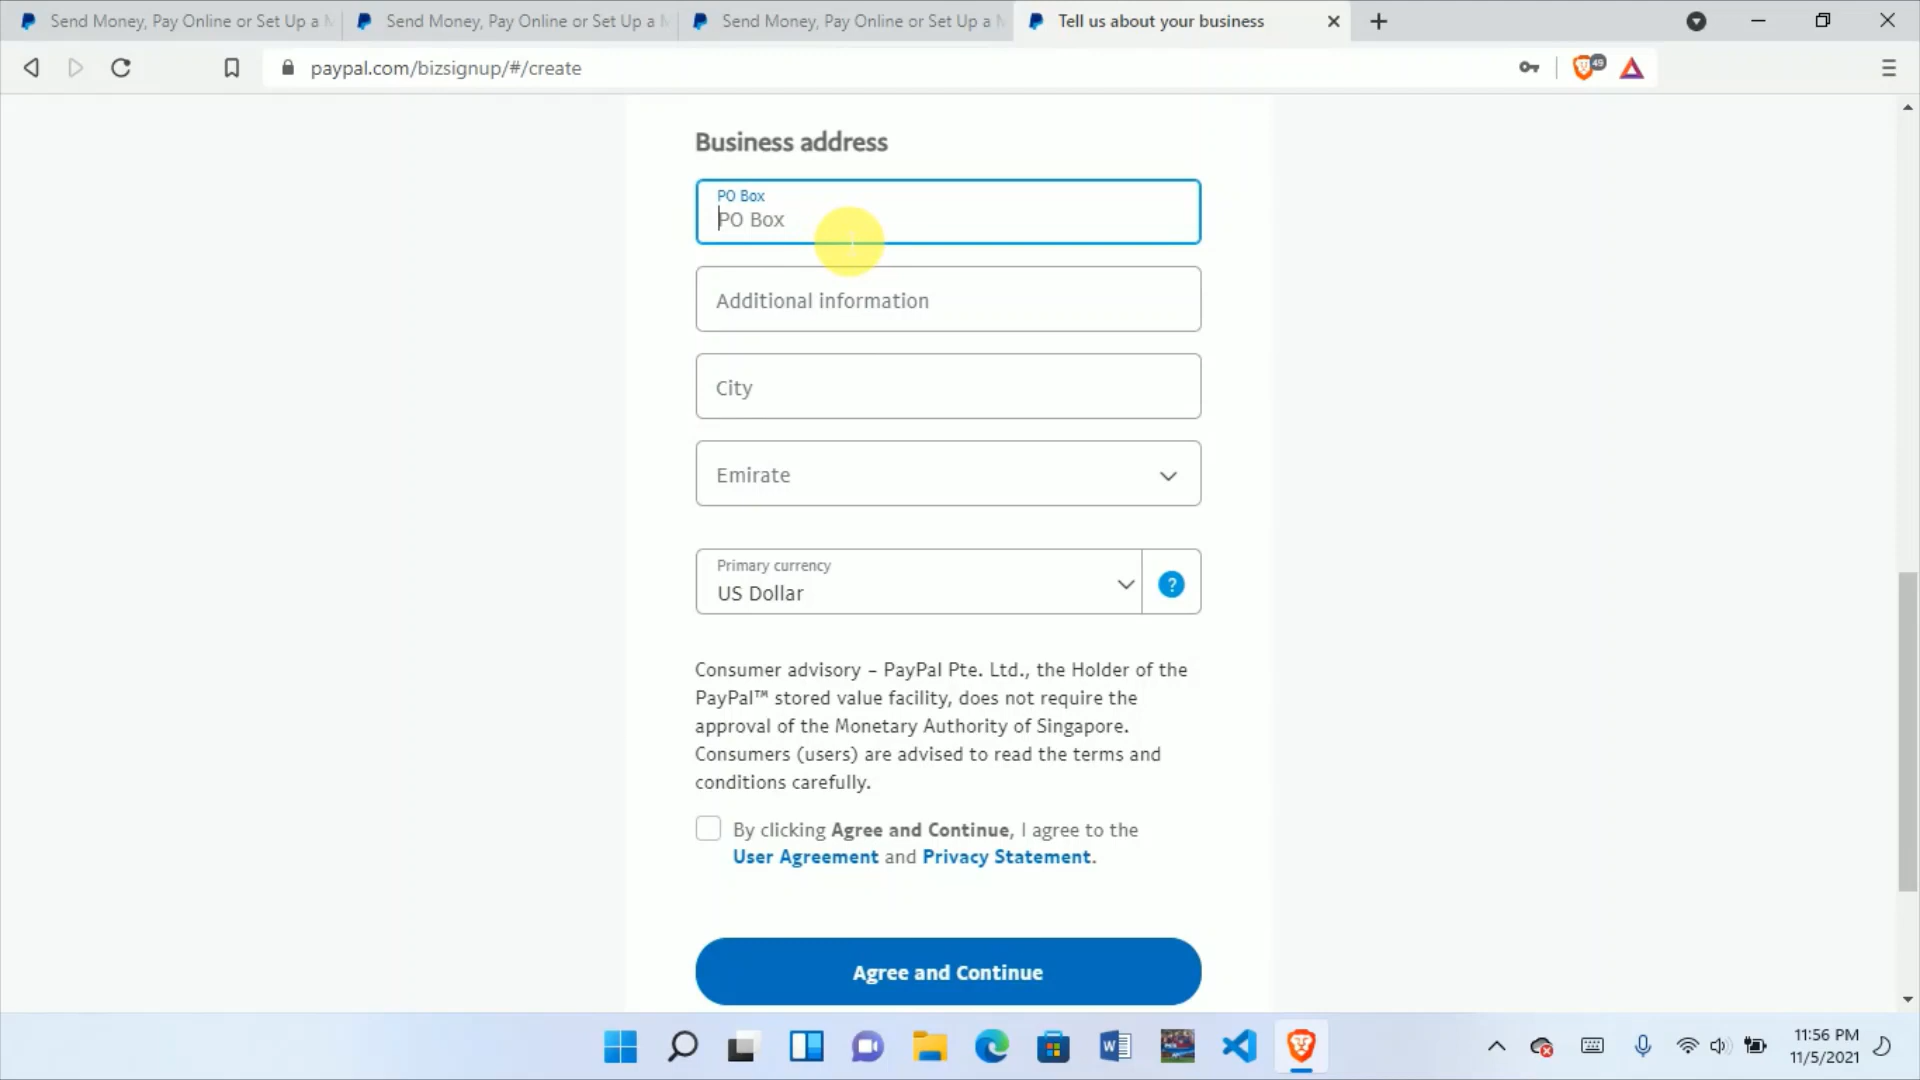 Send Money, Pay Online or Set Up a M
Send Money, Pay Online or Set Up a M
Send Money, Pay Online or Set Up a M
Tell us about your business
paypal.com/bizsignup/#/create
49
Business address
PO Box
PO Box
Additional information
City
Emirate
Primary currency
US Dollar
?
Consumer advisory – PayPal Pte. Ltd., the Holder of the
PayPal™ stored value facility, does not require the
approval of the Monetary Authority of Singapore.
Consumers (users) are advised to read the terms and
conditions carefully.
By clicking Agree and Continue, I agree to the
User Agreement and Privacy Statement.
Agree and Continue
W
11:56 PM
11/5/2021